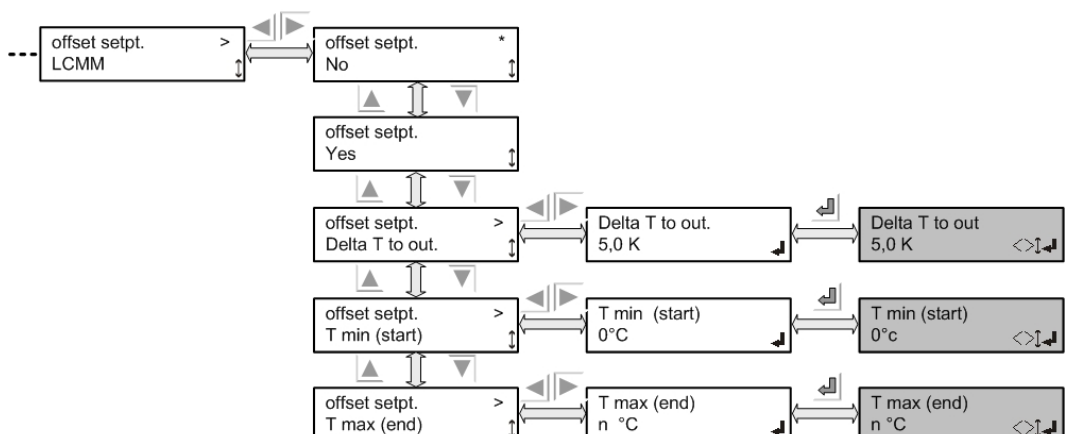 offset setpt. >
LCMM
offset setpt. *
No
offset setpt.
Yes
offset setpt. >
Delta T to out.
Delta T to out.
5,0 K
Delta T to out
5,0 K <>
offset setpt. >
T min (start)
T min (start)
0°C
T min (start)
0°c <>
offset setpt. >
T max (end)
T max (end)
n °C
T max (end)
n °C <>